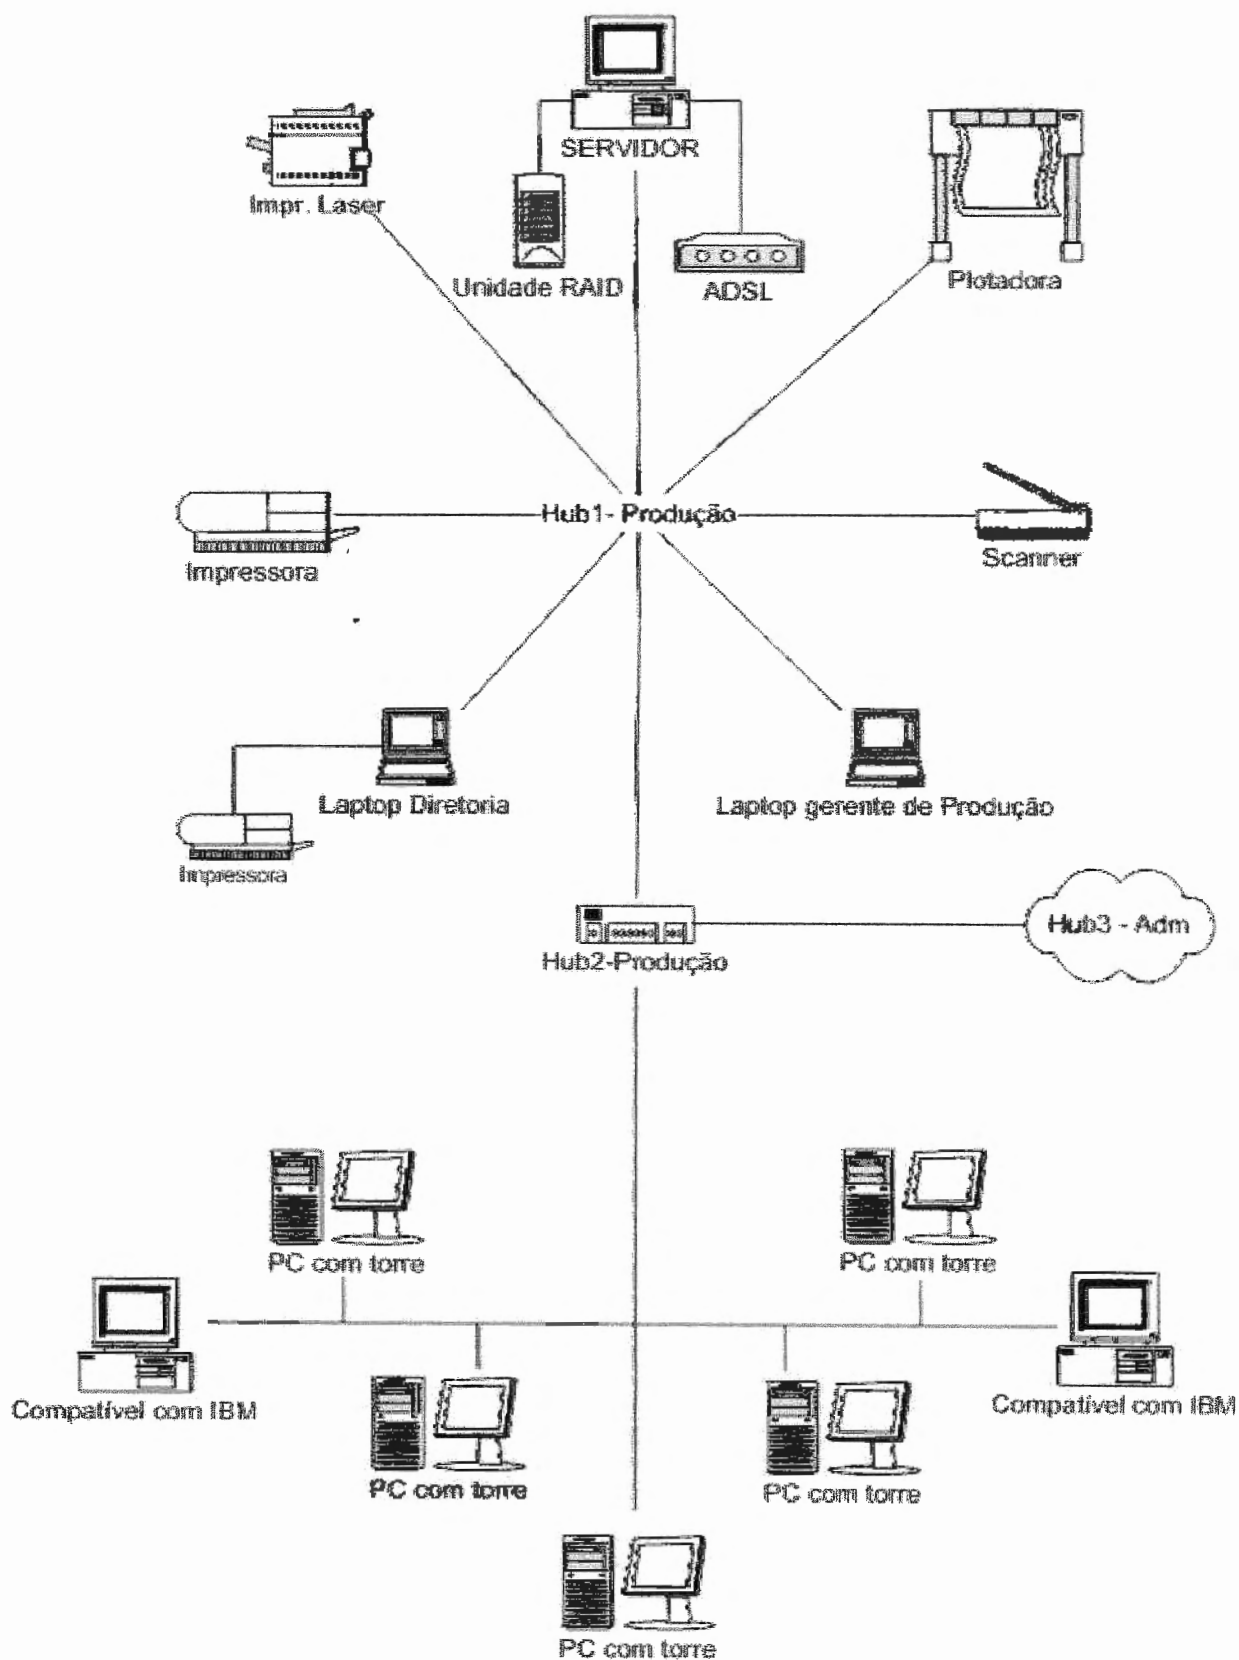 SERVIDOR
Impr. Laser
Unidade RAID
ADSL
Plotadora
Hub1- Produção
Impressora
Scanner
Laptop Diretoria
Laptop gerente de Produção
Impressora
Hub3 - Adm
Hub2-Produção
PC com torre
PC com torre
Compatível com IBM
Compatível com IBM
PC com torre
PC com torre
PC com torre